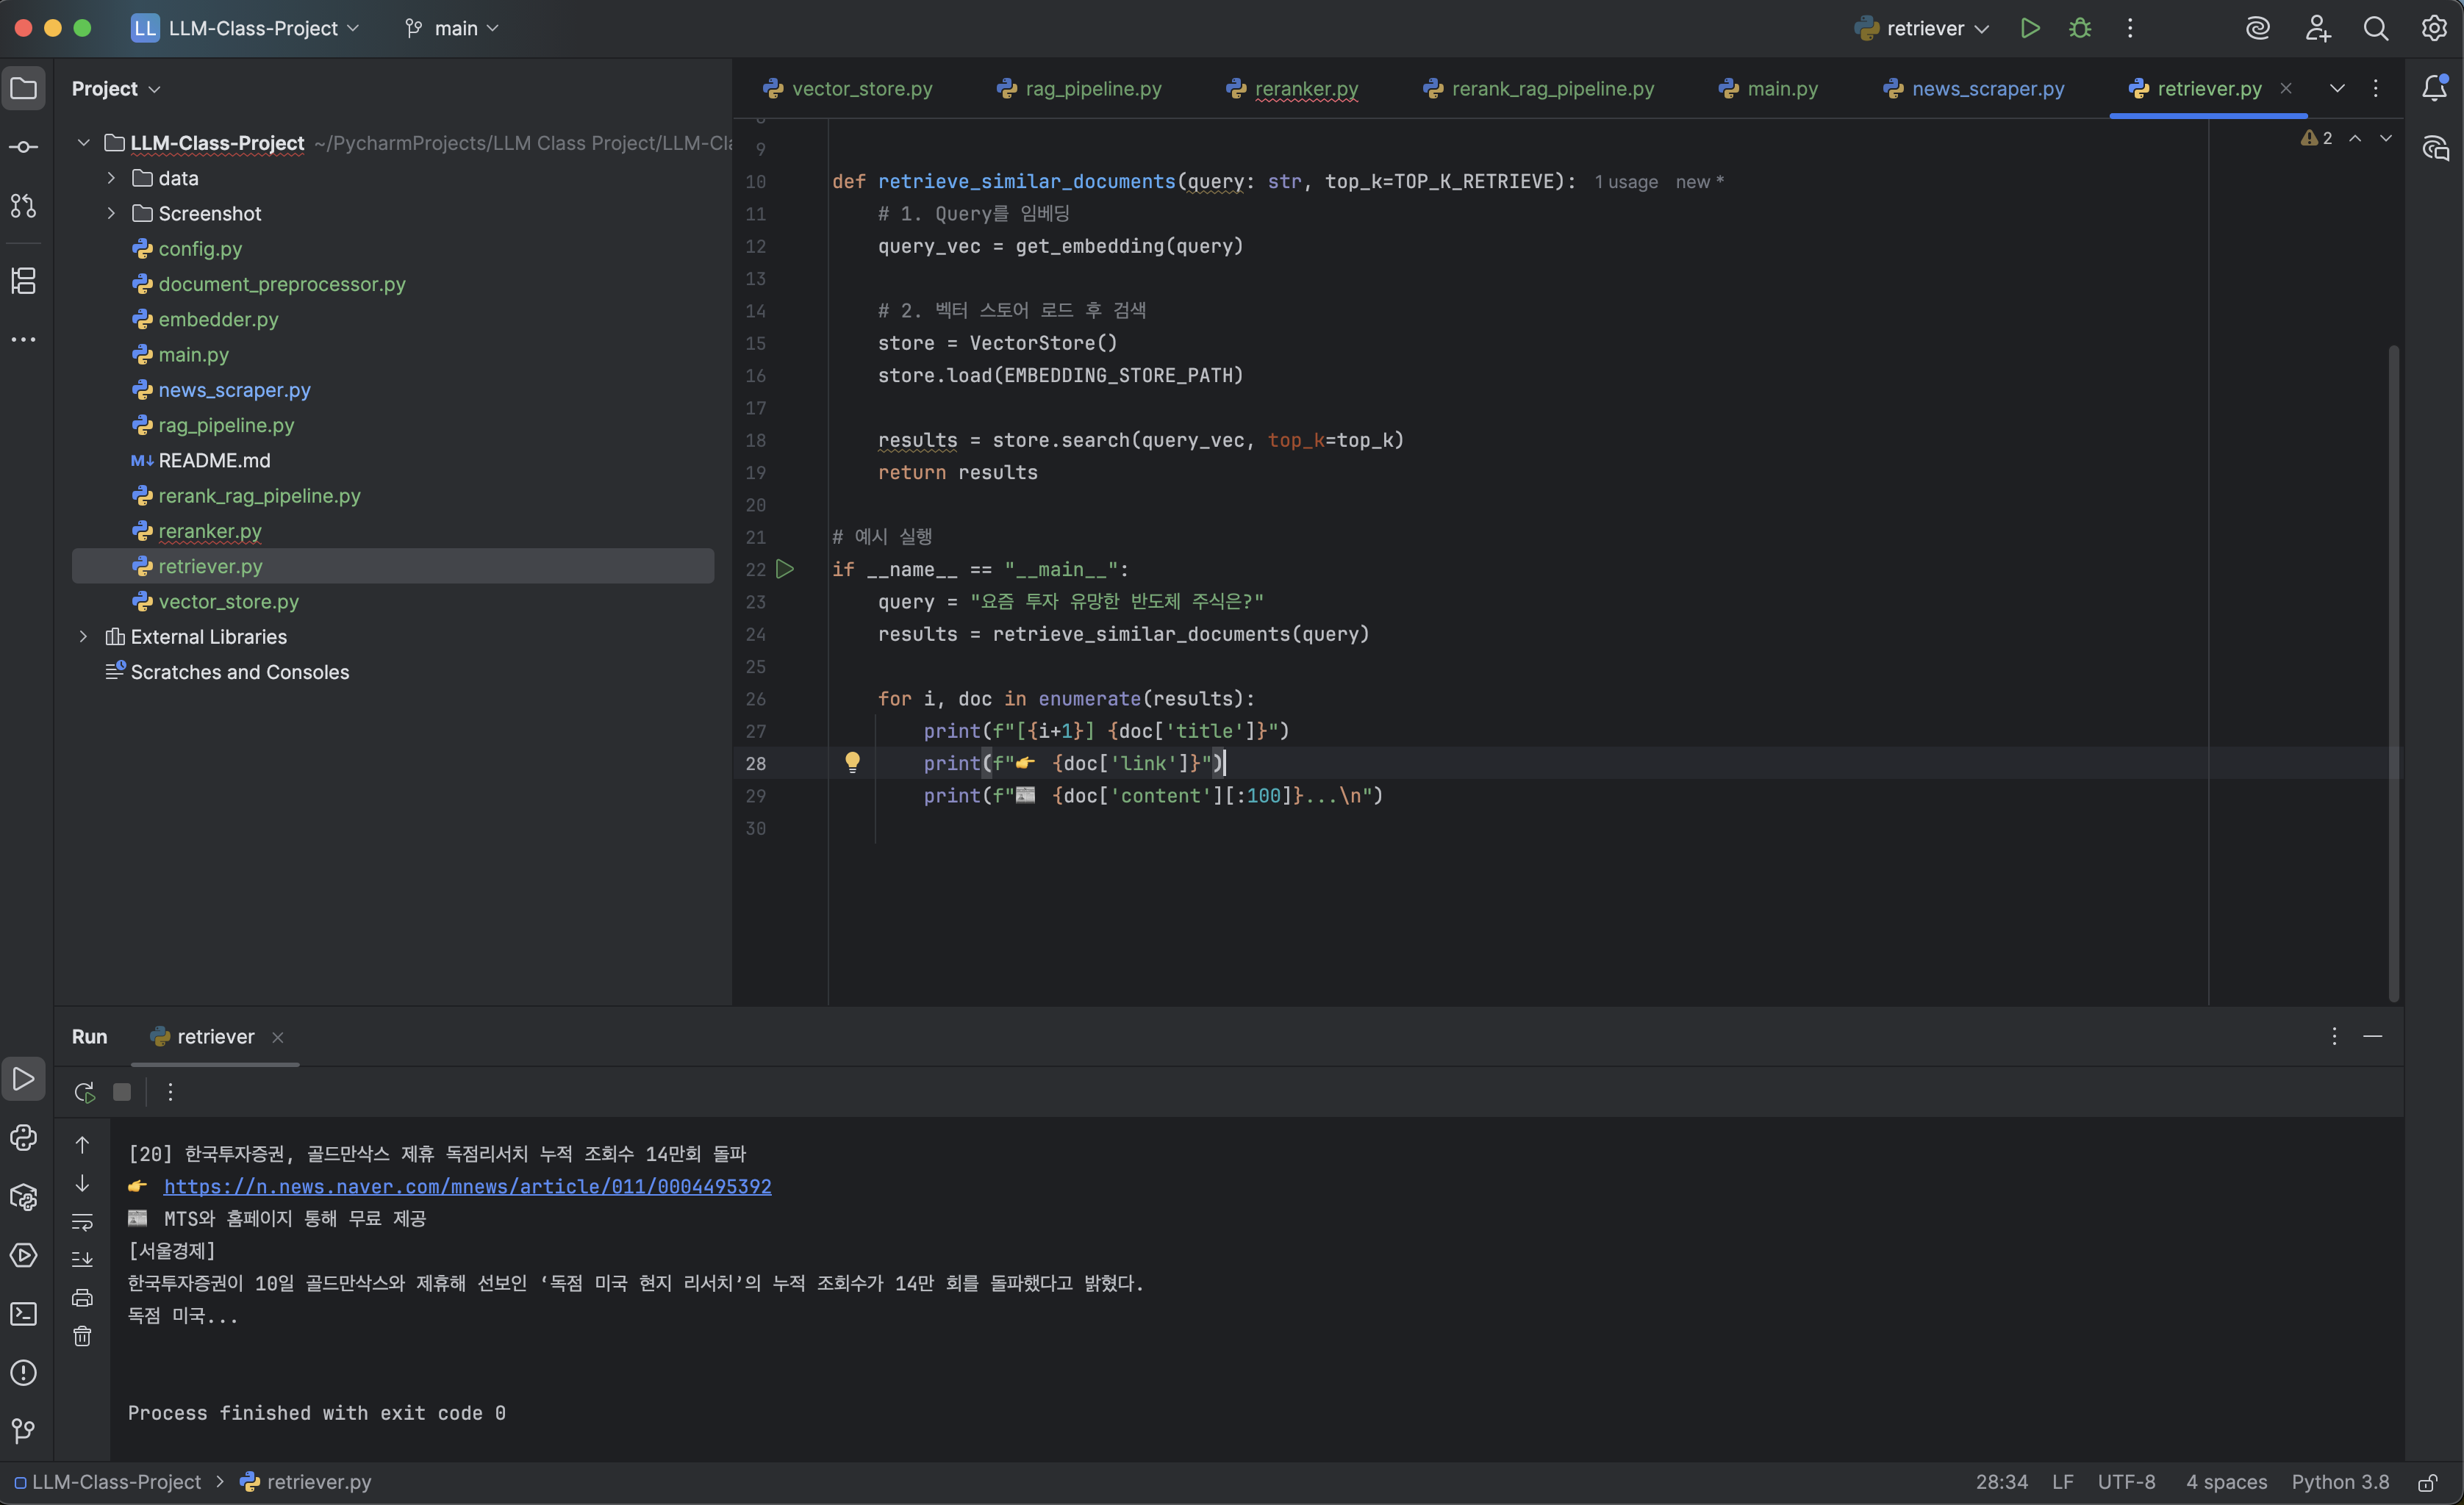 LL LLM-Class-Project main retriever
Project
LLM-Class-Project ~/PycharmProjects/LLM Class Project/LLM-Cl
data
Screenshot
config.py
document_preprocessor.py
embedder.py
main.py
news_scraper.py
rag_pipeline.py
M↓ README.md
rerank_rag_pipeline.py
reranker.py
retriever.py
vector_store.py
External Libraries
Scratches and Consoles
vector_store.py rag_pipeline.py reranker.py rerank_rag_pipeline.py main.py news_scraper.py retriever.py
2
9
10 def retrieve_similar_documents(query: str, top_k=TOP_K_RETRIEVE): 1 usage new *
11 # 1. Query를 임베딩
12 query_vec = get_embedding(query)
13
14 # 2. 벡터 스토어 로드 후 검색
15 store = VectorStore()
16 store.load(EMBEDDING_STORE_PATH)
17
18 results = store.search(query_vec, top_k=top_k)
19 return results
20
21 # 예시 실행
22 if __name__ == "__main__":
23 query = "요즘 투자 유망한 반도체 주식은?"
24 results = retrieve_similar_documents(query)
25
26 for i, doc in enumerate(results):
27 print(f"[{i+1}] {doc['title']}")
28 print(f"👉 {doc['link']}")
29 print(f"📰 {doc['content'][:100]}...\n")
30
Run retriever
[20] 한국투자증권, 골드만삭스 제휴 독점리서치 누적 조회수 14만회 돌파
👉 https://n.news.naver.com/mnews/article/011/0004495392
📰 MTS와 홈페이지 통해 무료 제공
[서울경제]
한국투자증권이 10일 골드만삭스와 제휴해 선보인 ‘독점 미국 현지 리서치’의 누적 조회수가 14만 회를 돌파했다고 밝혔다.
독점 미국...
Process finished with exit code 0
LLM-Class-Project > retriever.py 28:34 LF UTF-8 4 spaces Python 3.8